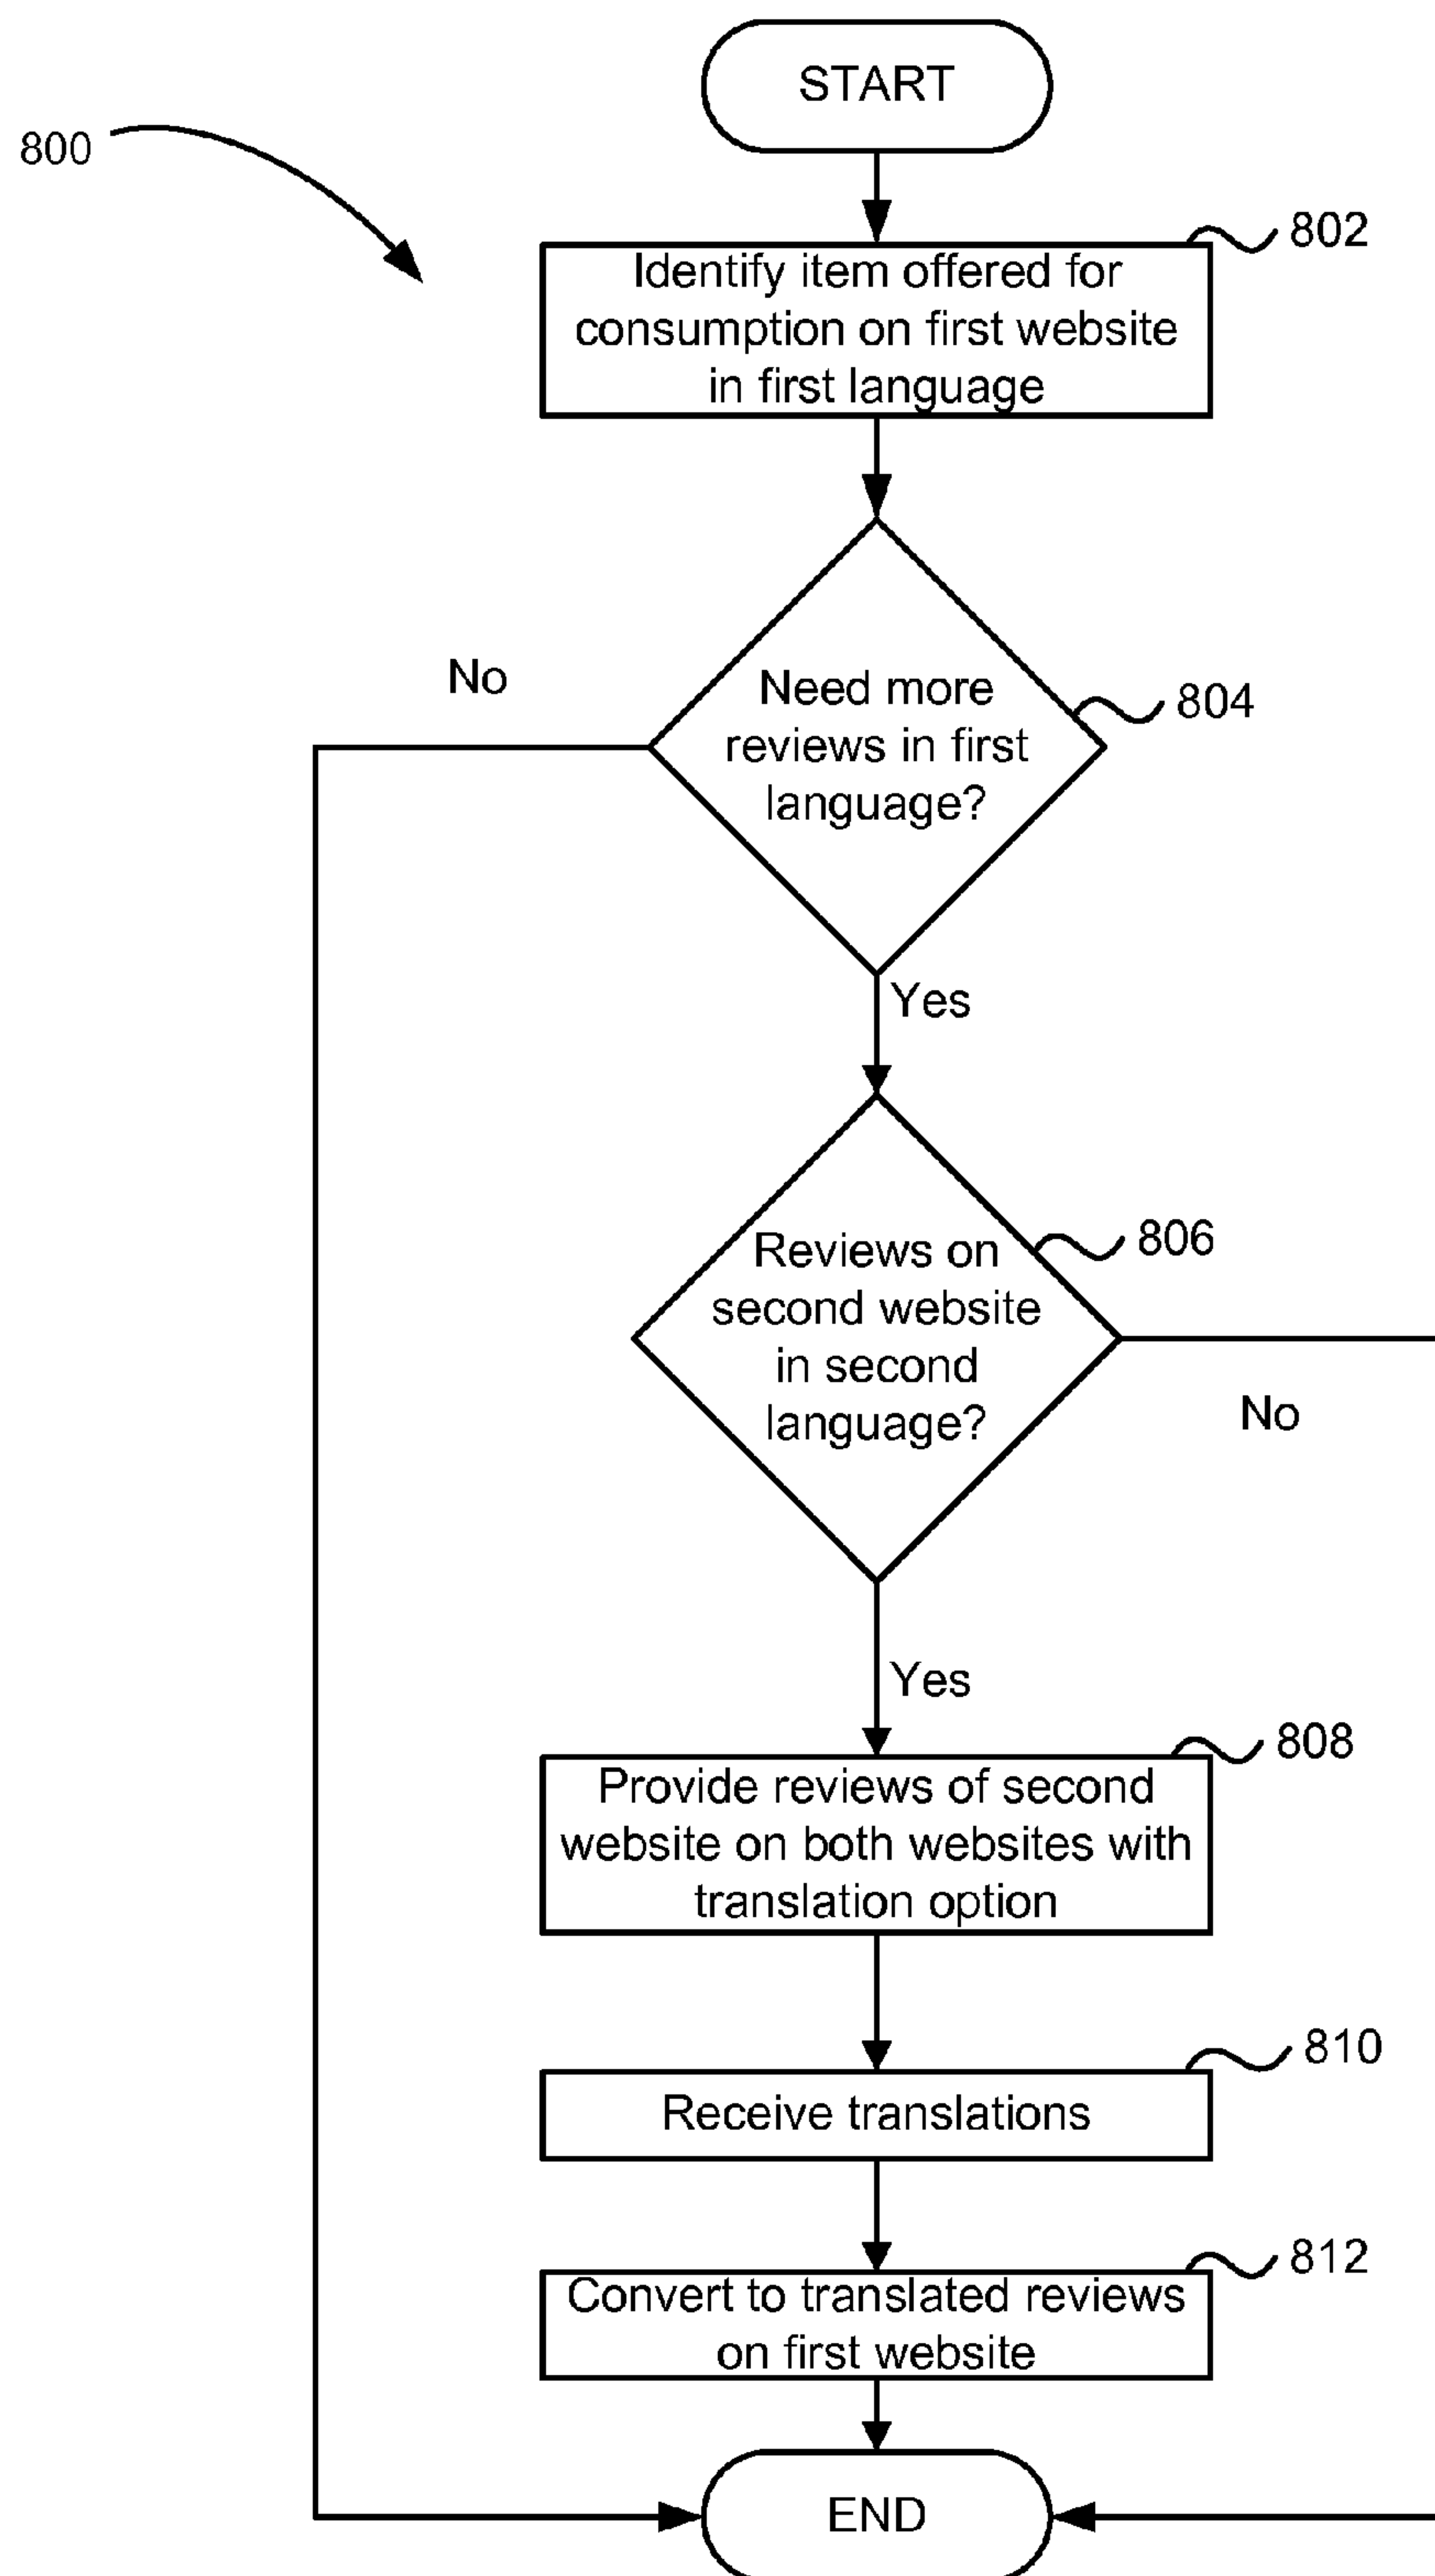 START
800
802
Identify item offered for
consumption on first website
in first language
No
Need more
reviews in first
language?
804
Yes
806
Reviews on
second website
in second
language?
No
Yes
808
Provide reviews of second
website on both websites with
translation option
810
Receive translations
812
Convert to translated reviews
on first website
END